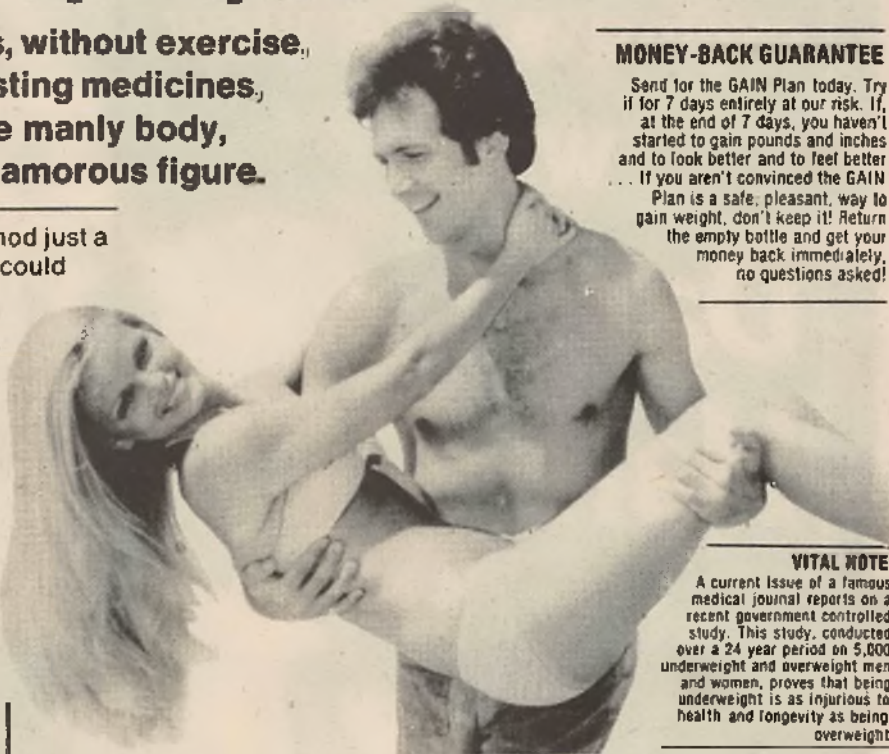 s, without exercise,
sting medicines,
e manly body,
amorous figure.
nod just a
could
MONEY-BACK GUARANTEE
Send for the GAIN Plan today. Try
if for 7 days entirely at our risk. If,
at the end of 7 days, you haven't
started to gain pounds and inches
and to look better and to feel better
... If you aren't convinced the GAIN
Plan is a safe, pleasant, way to
gain weight, don't keep it! Return
the empty bottle and get your
money back immediately,
no questions asked!
VITAL NOTE
A current issue of a famous
medical journal reports on a
recent government controlled
study. This study, conducted
over a 24 year period on 5,000
underweight and overweight men
and women, proves that being
underweight is as injurious to
health and longevity as being
overweight